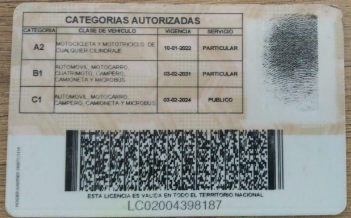 CATEGORIAS AUTORIZADAS
CATEGORIA CLASE DE VEHICULO VIGENCIA SERVICIO
A2 MOTOCICLETA Y MOTOTRICICLO DE CUALQUIER CILINDRAJE 10-01-2022 PARTICULAR
B1 AUTOMOVIL, MOTOCARRO, CUATRIMOTO, CAMPERO, CAMIONETA Y MICROBUS 03-02-2031 PARTICULAR
C1 AUTOMOVIL, MOTOCARRO, CAMPERO, CAMIONETA Y MICROBUS 03-02-2024 PUBLICO
ESTA LICENCIA ES VALIDA EN TODO EL TERRITORIO NACIONAL
LC02004398187